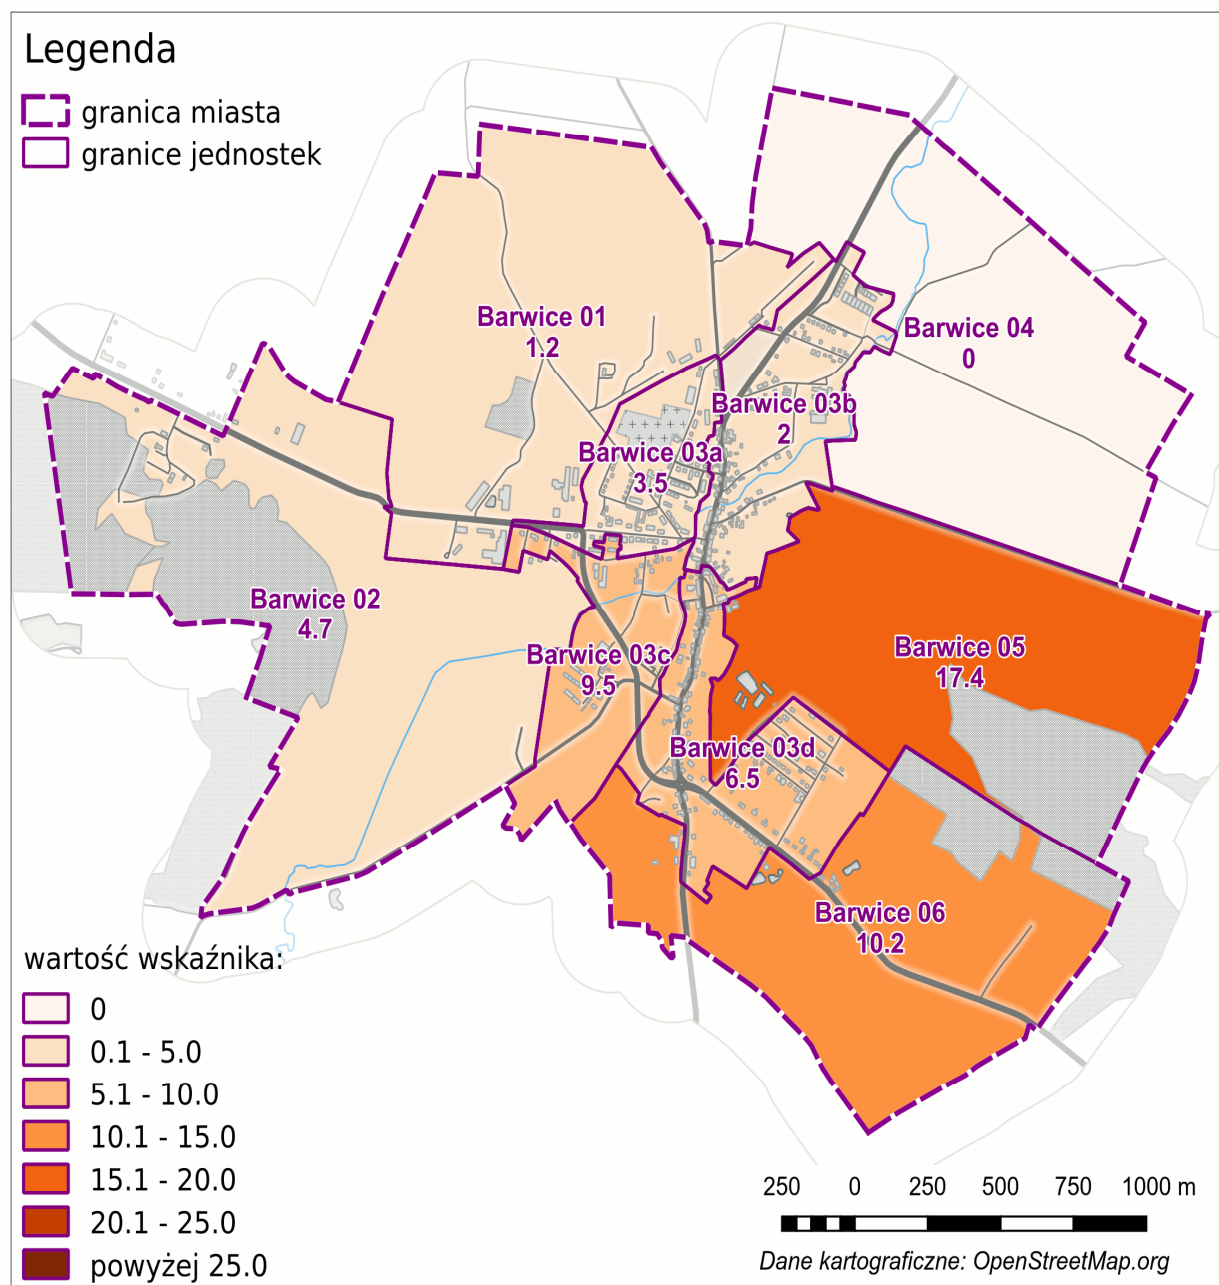 Legenda
granica miasta
granice jednostek
Barwice 01
1.2
Barwice 04
0
Barwice 03b
2
Barwice 03a
3.5
Barwice 02
4.7
Barwice 03c
9.5
Barwice 05
17.4
Barwice 03d
6.5
Barwice 06
10.2
wartość wskaźnika:
0
0.1 - 5.0
5.1 - 10.0
10.1 - 15.0
15.1 - 20.0
20.1 - 25.0
powyżej 25.0
250 0 250 500 750 1000 m
Dane kartograficzne: OpenStreetMap.org